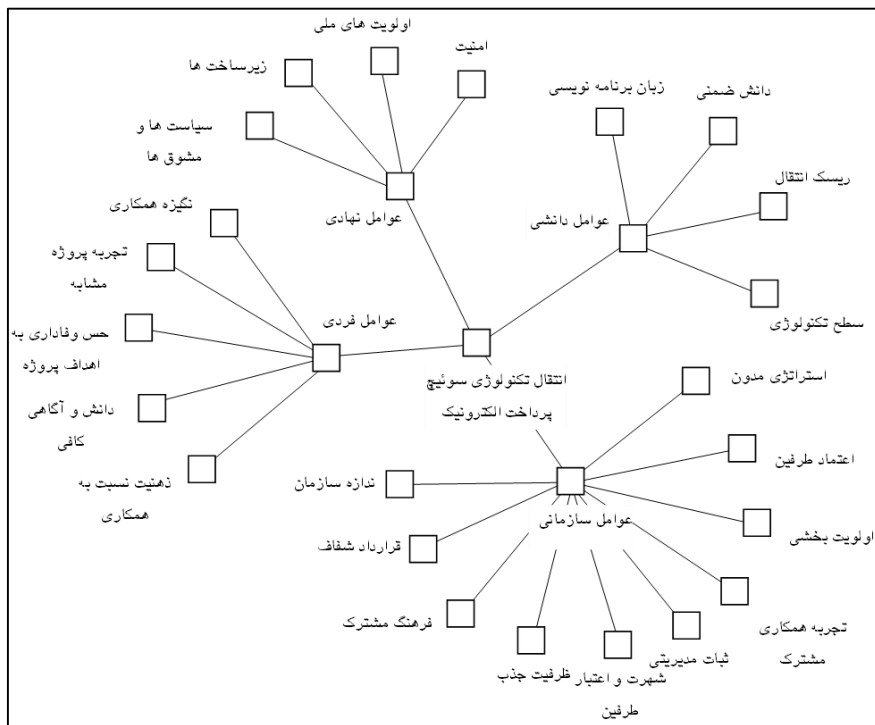 اولویت های ملی
امنیت
زیرساخت ها
سیاست ها و
مشوق ها
عوامل نهادی
زبان برنامه نویسی
دانش ضمنی
ریسک انتقال
عوامل دانشی
سطح تکنولوژی
نگیزه همکاری
تجربه پروژه
مشابه
عوامل فردی
حس وفاداری به
اهداف پروژه
دانش و آگاهی
کافی
ذهنیت نسبت به
همکاری
انتقال تکنولوژی سوئیچ
پرداخت الکترونیک
استراتژی مدون
اعتماد طرفین
اولویت بخشی
تجربه همکاری
مشترک
ثبات مدیریتی
شهرت و اعتبار
طرفین
ظرفیت جذب
فرهنگ مشترک
قرارداد شفاف
ندازه سازمان
عوامل سازمانی